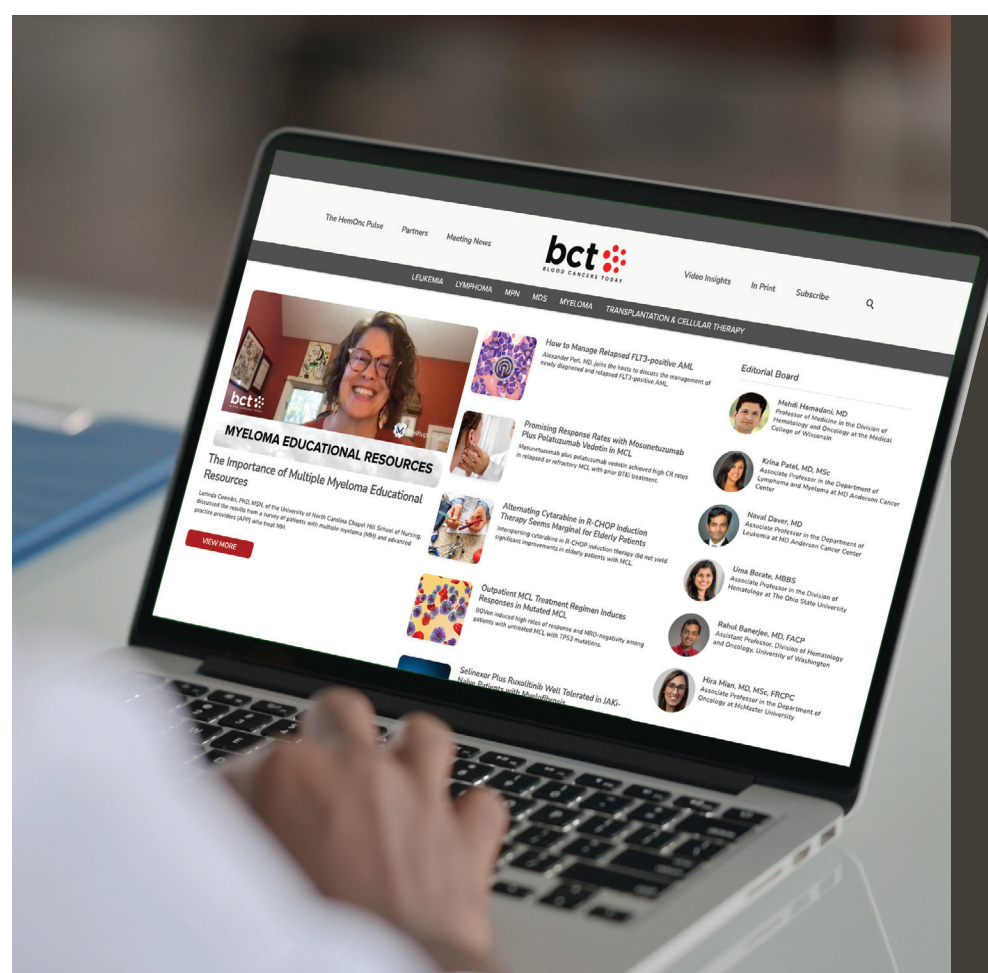 The HemOnc Pulse
Partners
Meeting News
bct
BLOOD CANCERS TODAY
Video Insights
In Print
Subscribe
LEUKEMIA
LYMPHOMA
MPN
MDS
MYELOMA
TRANSPLANTATION & CELLULAR THERAPY
bct
MYELOMA EDUCATIONAL RESOURCES
The Importance of Multiple Myeloma Educational
Resources
Larinda Coombs, PhD, MSN, of the University of North Carolina Chapel Hill School of Nursing,
discussed the results from a survey of patients with multiple myeloma (MM) and advanced
practice providers (APP) who treat MM.
VIEW MORE
How to Manage Relapsed FLT3-positive AML
Alexander Perl, MD, joins the hosts to discuss the management of
newly diagnosed and relapsed FLT3-positive AML.
Promising Response Rates with Mosunetuzumab
Plus Polatuzumab Vedotin in MCL
Mosunetuzumab plus polatuzumab vedotin achieved high CR rates
in relapsed or refractory MCL with prior BTKi treatment.
Alternating Cytarabine in R-CHOP Induction
Therapy Seems Marginal for Elderly Patients
Interspersing cytarabine in R-CHOP induction therapy did not yield
significant improvements in elderly patients with MCL.
Outpatient MCL Treatment Regimen Induces
Responses in Mutated MCL
BOVen induced high rates of response and MRD-negativity among
patients with untreated MCL with TP53 mutations.
Selinexor Plus Ruxolitinib Well Tolerated in JAKi-
Naïve Patients with Myelofibrosis
Editorial Board
Mehdi Hamadani, MD
Professor of Medicine in the Division of
Hematology and Oncology at the Medical
College of Wisconsin
Krina Patel, MD, MSc
Associate Professor in the Department of
Lymphoma and Myeloma at MD Anderson Cancer
Center
Naval Daver, MD
Associate Professor in the Department of
Leukemia at MD Anderson Cancer Center
Uma Borate, MBBS
Associate Professor in the Division of
Hematology at The Ohio State University
Rahul Banerjee, MD, FACP
Assistant Professor, Division of Hematology
and Oncology, University of Washington
Hira Mian, MD, MSc, FRCPC
Associate Professor in the Department of
Oncology at McMaster University